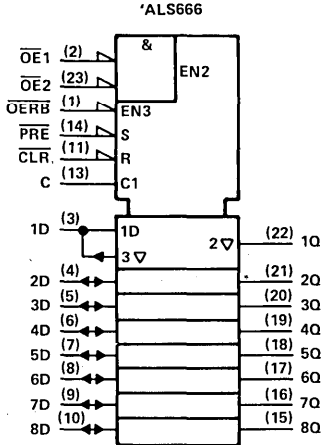 'ALS666
&
OE1 (2)
EN2
OE2 (23)
OERB (1) EN3
PRE (14) S
CLR (11) R
C (13) C1
1D (3) 1D
2▽ (22) 1Q
3▽
2D (4) (21) 2Q
3D (5) (20) 3Q
4D (6) (19) 4Q
5D (7) (18) 5Q
6D (8) (17) 6Q
7D (9) (16) 7Q
8D (10) (15) 8Q